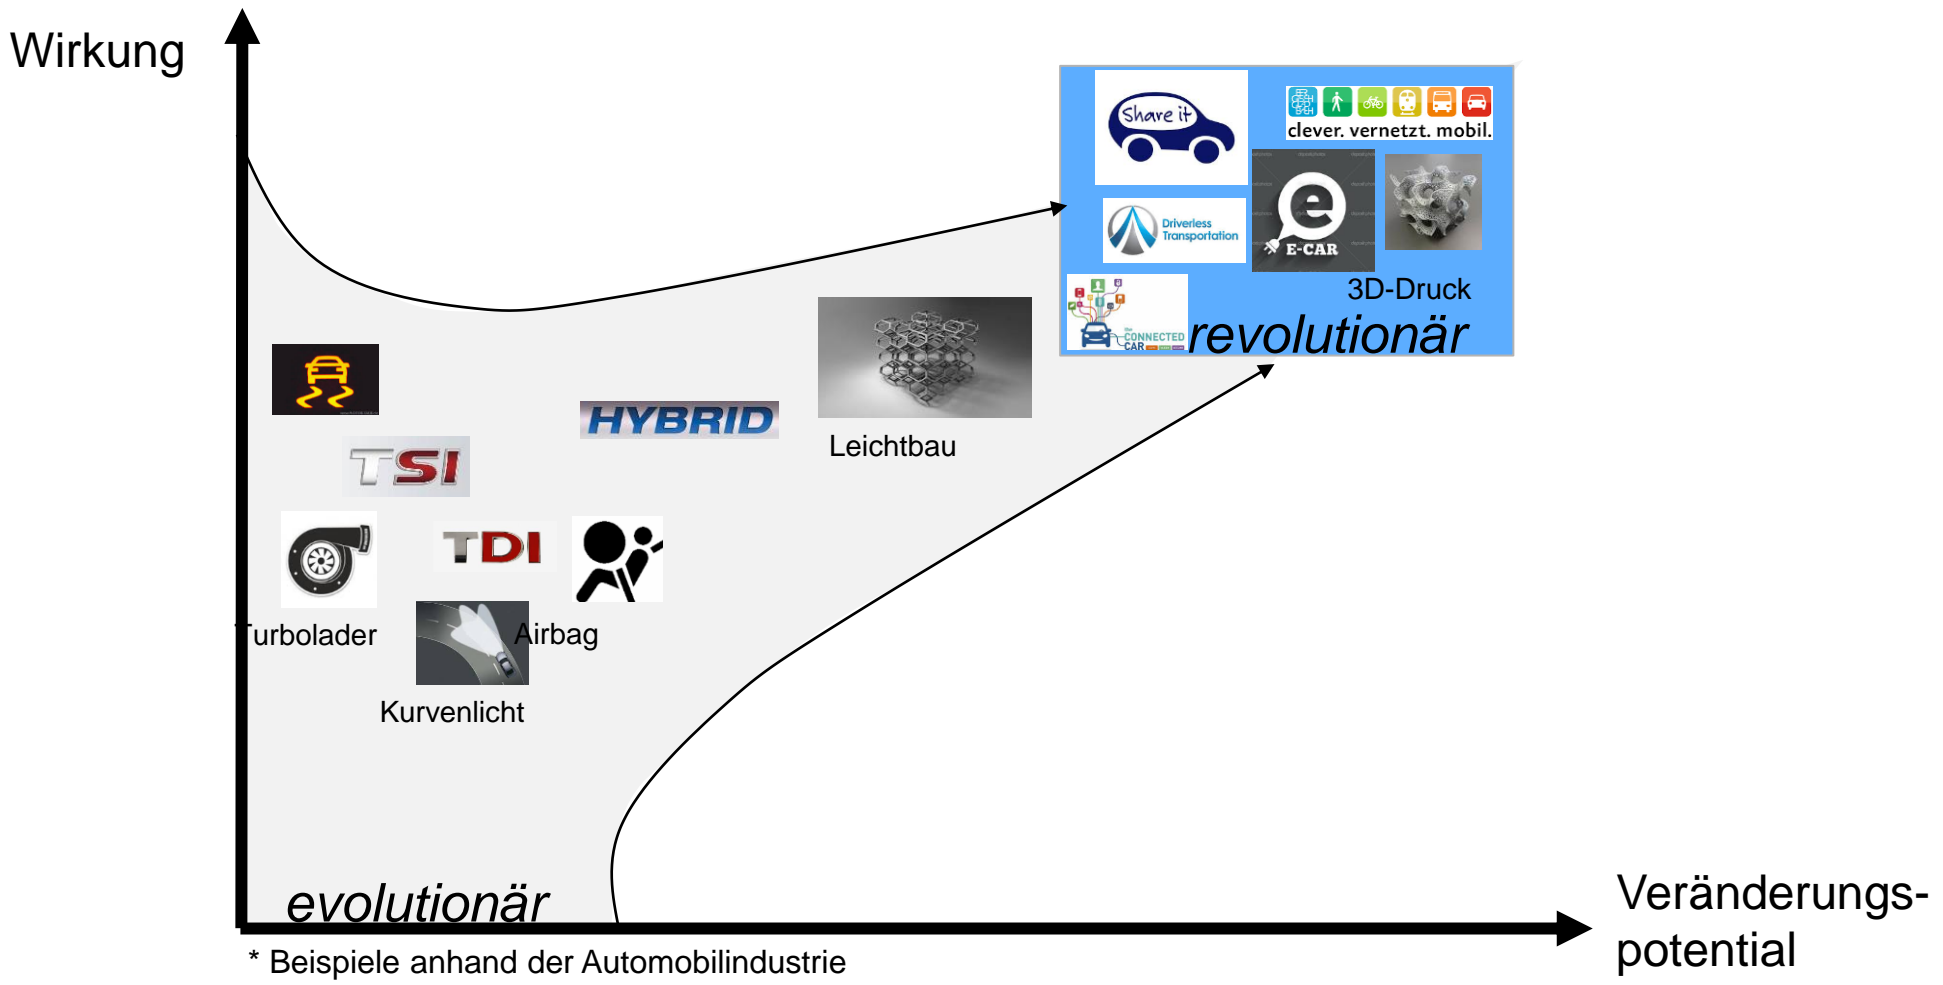 Wirkung
Share it
clever. vernetzt. mobil.
Driverless
Transportation
e
E-CAR
3D-Druck
the
CONNECTED
CAR
revolutionär
HYBRID
Leichtbau
TSI
TDI
Turbolader
Airbag
Kurvenlicht
evolutionär
Veränderungs-
potential
* Beispiele anhand der Automobilindustrie